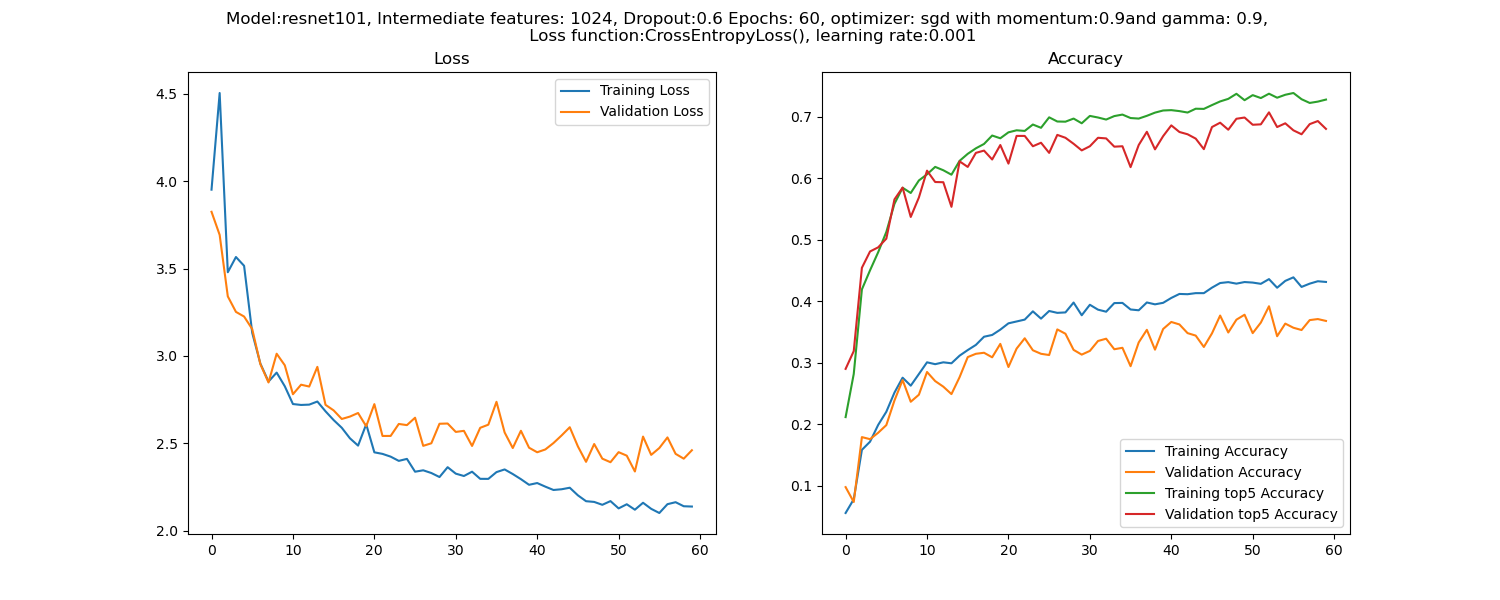 Model:resnet101, Intermediate features: 1024, Dropout:0.6 Epochs: 60, optimizer: sgd with momentum:0.9and gamma: 0.9,
Loss function:CrossEntropyLoss(), learning rate:0.001
Loss
4.5
4.0
3.5
3.0
2.5
2.0
0 10 20 30 40 50 60
Training Loss
Validation Loss
Accuracy
0.7
0.6
0.5
0.4
0.3
0.2
0.1
0 10 20 30 40 50 60
Training Accuracy
Validation Accuracy
Training top5 Accuracy
Validation top5 Accuracy